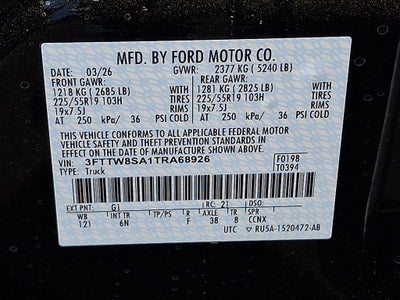 MFD. BY FORD MOTOR CO.
DATE: 03/26 GVWR: 2377 KG ( 5240 LB)
FRONT GAWR: REAR GAWR:
1218 KG ( 2685 LB) 1281 KG ( 2825 LB)
225/55R19 103H TIRES 225/55R19 103H TIRES
19x7.5J RIMS 19x7.5J RIMS
AT 250 kPa/ 36 PSI AT 250 kPa/ 36 PSI
THIS VEHICLE CONFORMS TO ALL APPLICABLE FEDERAL MOTOR
VEHICLE SAFETY AND THEFT PREVENTION STANDARDS IN EFFECT
ON THE DATE OF MANUFACTURE SHOWN ABOVE.
VIN: 3FTTW8SA1TRA68926 F0198
TYPE: Truck T0394
EXT PNT: G1 RC: 21 DSO:
WB INT TR R AXLE TR SPR
121 6N F 38 8 CCNX
UTC RU5A-1520472-AB